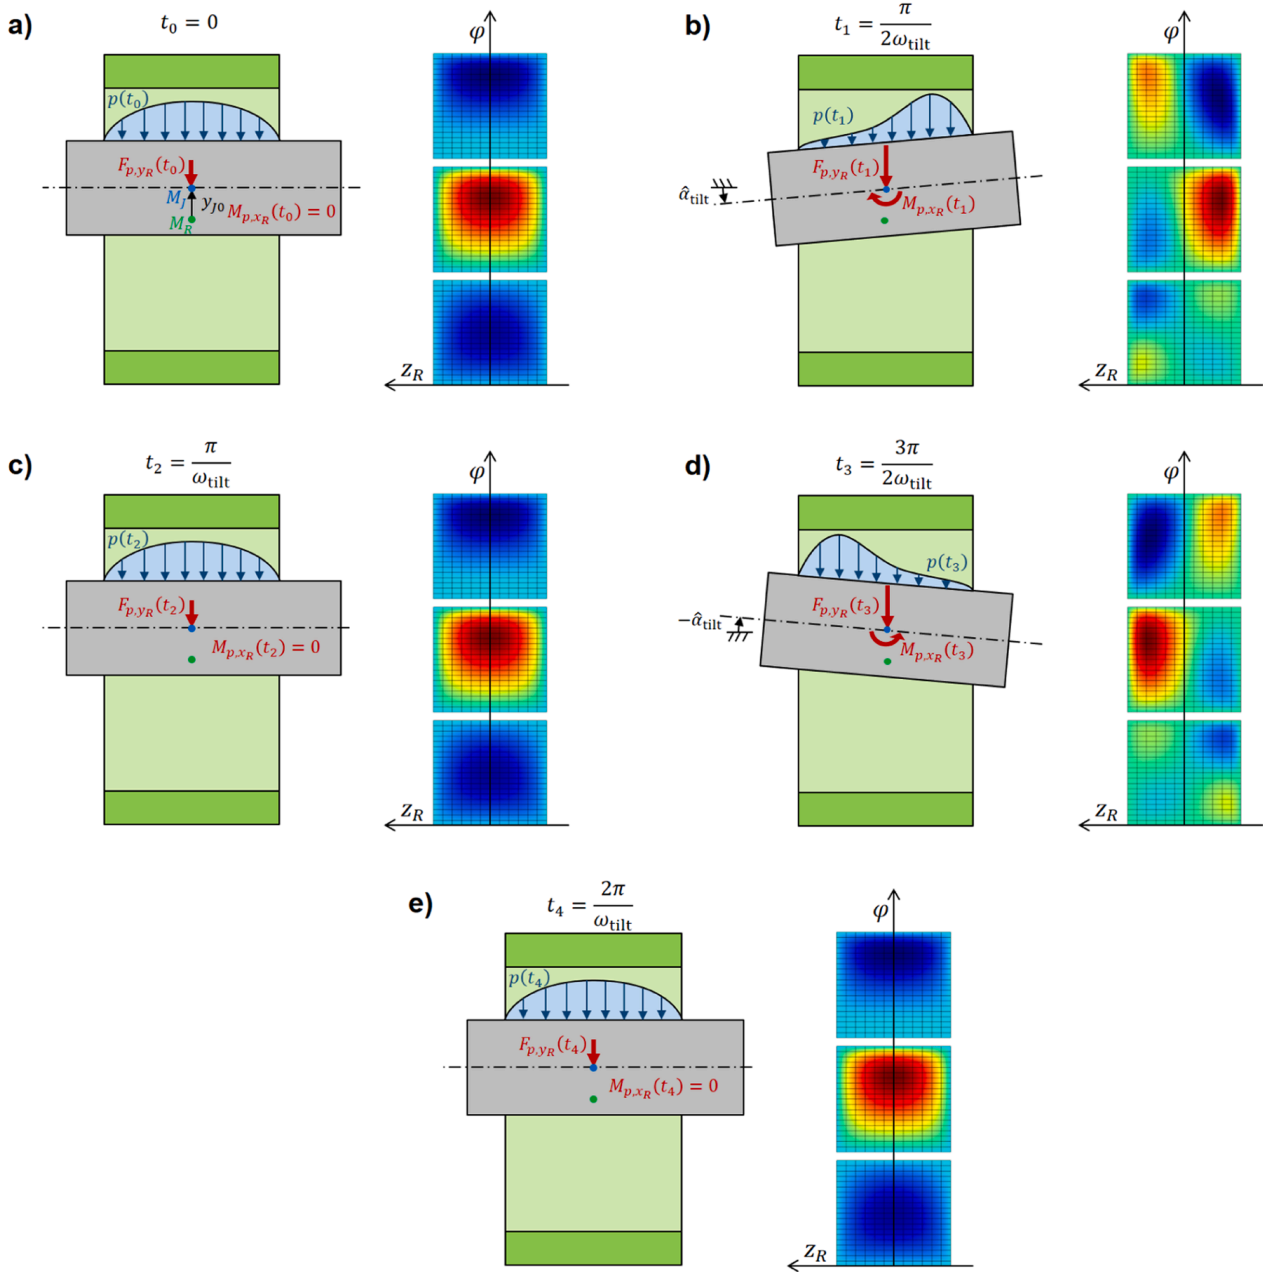 a)
t₀ = 0
φ
p(t₀)
F_{p,y_R}(t₀)
M_J
y_{J0}
M_{p,x_R}(t₀) = 0
M_R
z_R
b)
t₁ = π / 2ω_tilt
φ
p(t₁)
F_{p,y_R}(t₁)
α̂_tilt
M_{p,x_R}(t₁)
z_R
c)
t₂ = π / ω_tilt
φ
p(t₂)
F_{p,y_R}(t₂)
M_{p,x_R}(t₂) = 0
z_R
d)
t₃ = 3π / 2ω_tilt
φ
p(t₃)
F_{p,y_R}(t₃)
−α̂_tilt
M_{p,x_R}(t₃)
z_R
e)
t₄ = 2π / ω_tilt
φ
p(t₄)
F_{p,y_R}(t₄)
M_{p,x_R}(t₄) = 0
z_R